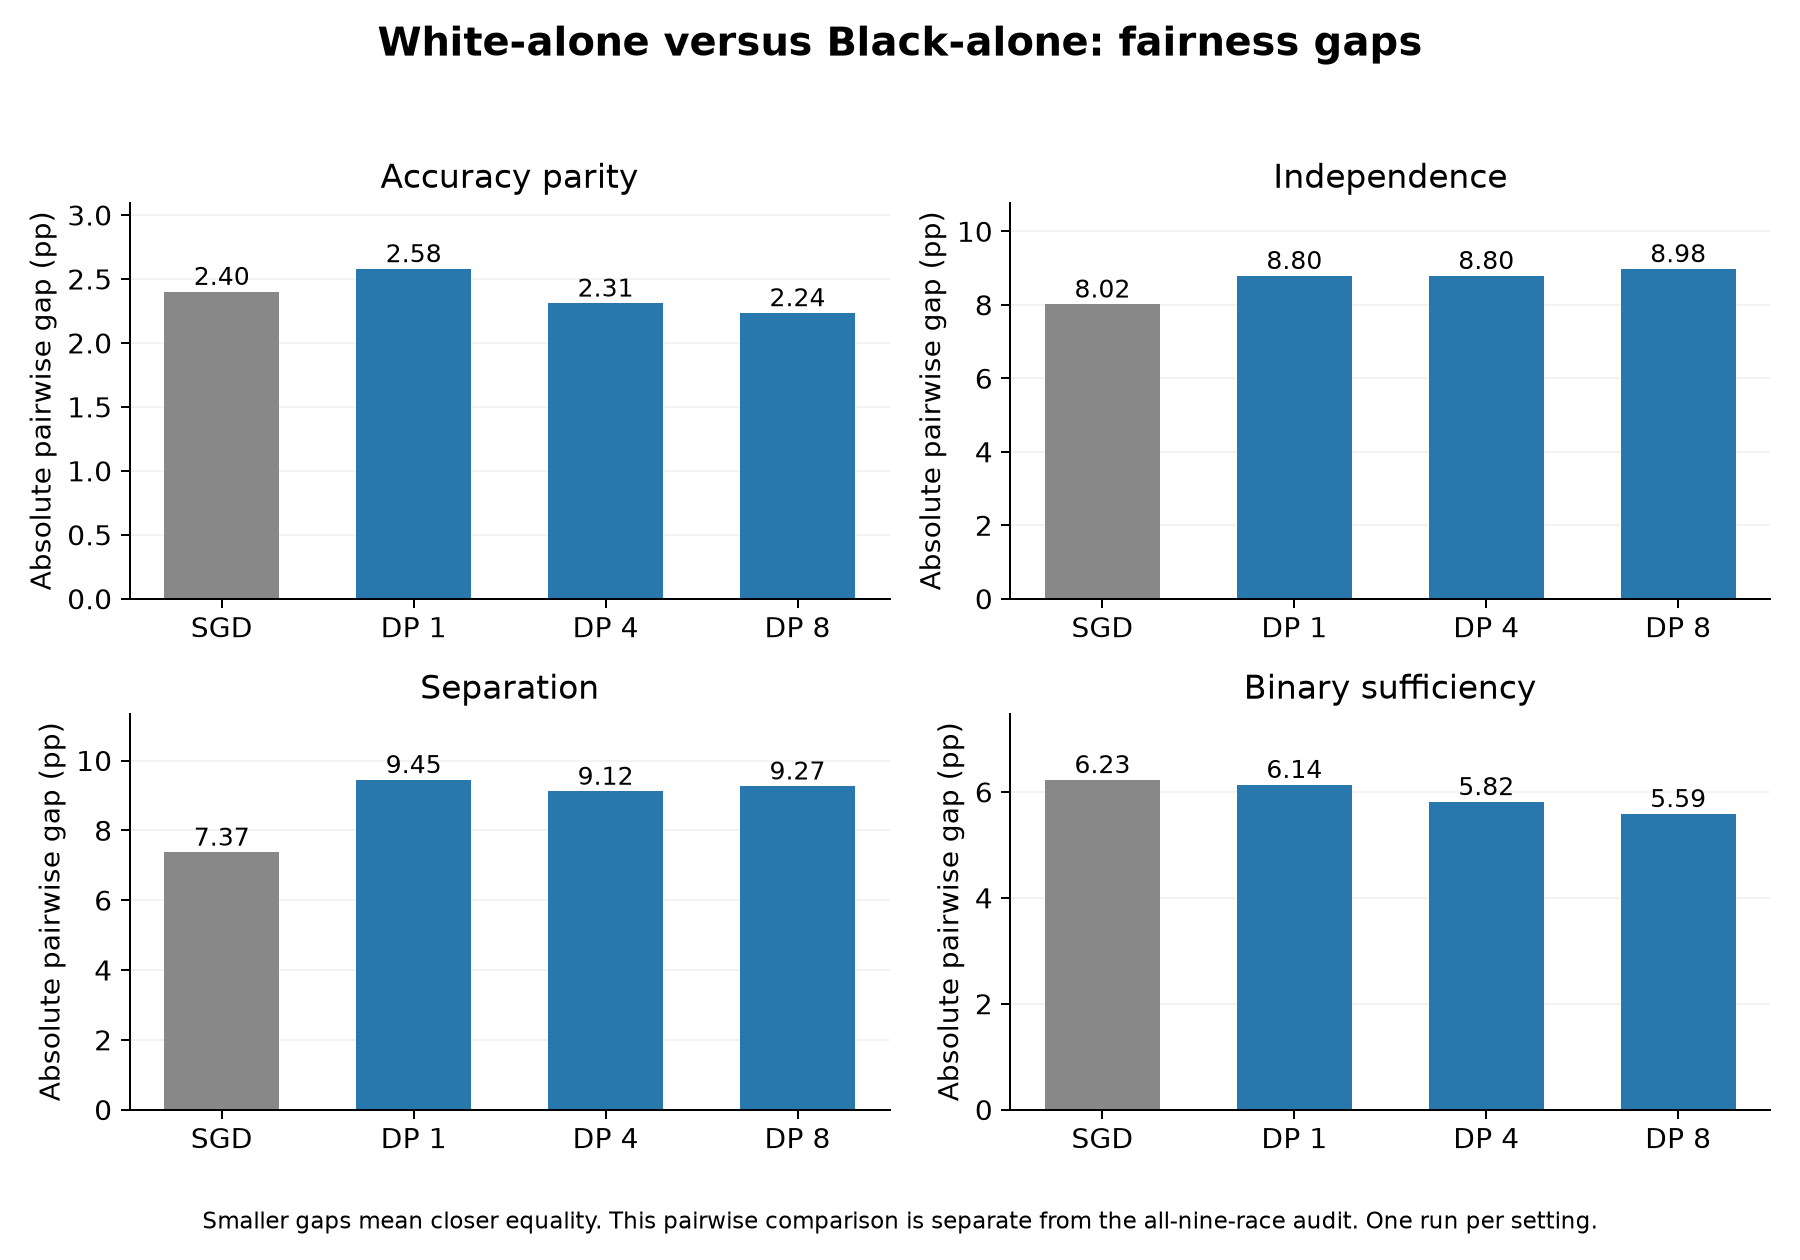 White-alone versus Black-alone: fairness gaps
Accuracy parity
Absolute pairwise gap (pp)
3.0
2.5
2.0
1.5
1.0
0.5
0.0
2.40
2.58
2.31
2.24
SGD
DP 1
DP 4
DP 8
Independence
Absolute pairwise gap (pp)
10
8
6
4
2
0
8.02
8.80
8.80
8.98
SGD
DP 1
DP 4
DP 8
Separation
Absolute pairwise gap (pp)
10
8
6
4
2
0
7.37
9.45
9.12
9.27
SGD
DP 1
DP 4
DP 8
Binary sufficiency
Absolute pairwise gap (pp)
6
4
2
0
6.23
6.14
5.82
5.59
SGD
DP 1
DP 4
DP 8
Smaller gaps mean closer equality. This pairwise comparison is separate from the all-nine-race audit. One run per setting.